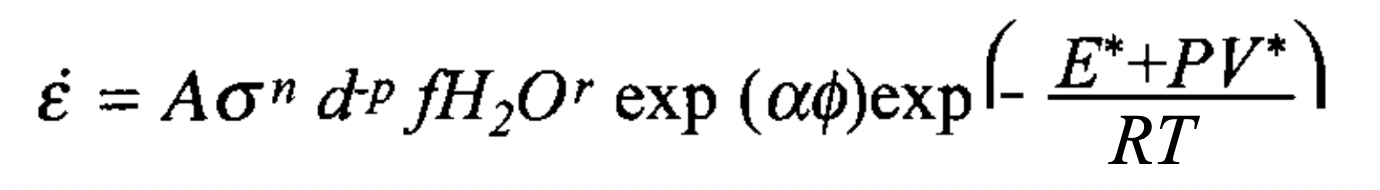 ε̇ = Aσⁿ d⁻ᵖ fH₂Oʳ exp (αϕ)exp(- E*+PV* / RT)